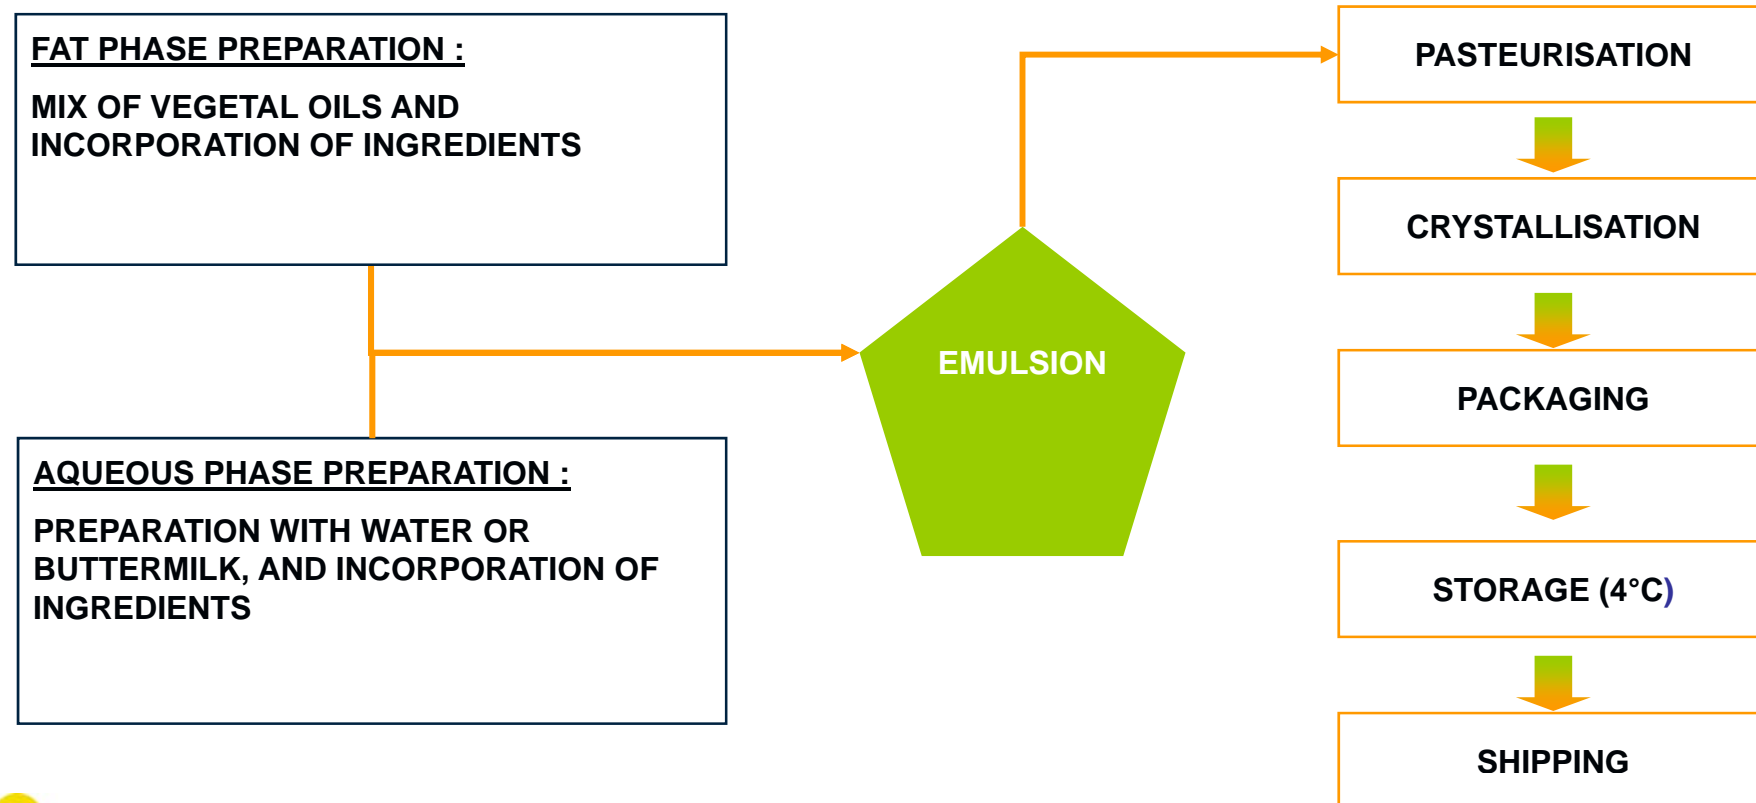 FAT PHASE PREPARATION :
MIX OF VEGETAL OILS AND
INCORPORATION OF INGREDIENTS
AQUEOUS PHASE PREPARATION :
PREPARATION WITH WATER OR
BUTTERMILK, AND INCORPORATION OF
INGREDIENTS
EMULSION
PASTEURISATION
CRYSTALLISATION
PACKAGING
STORAGE (4°C)
SHIPPING